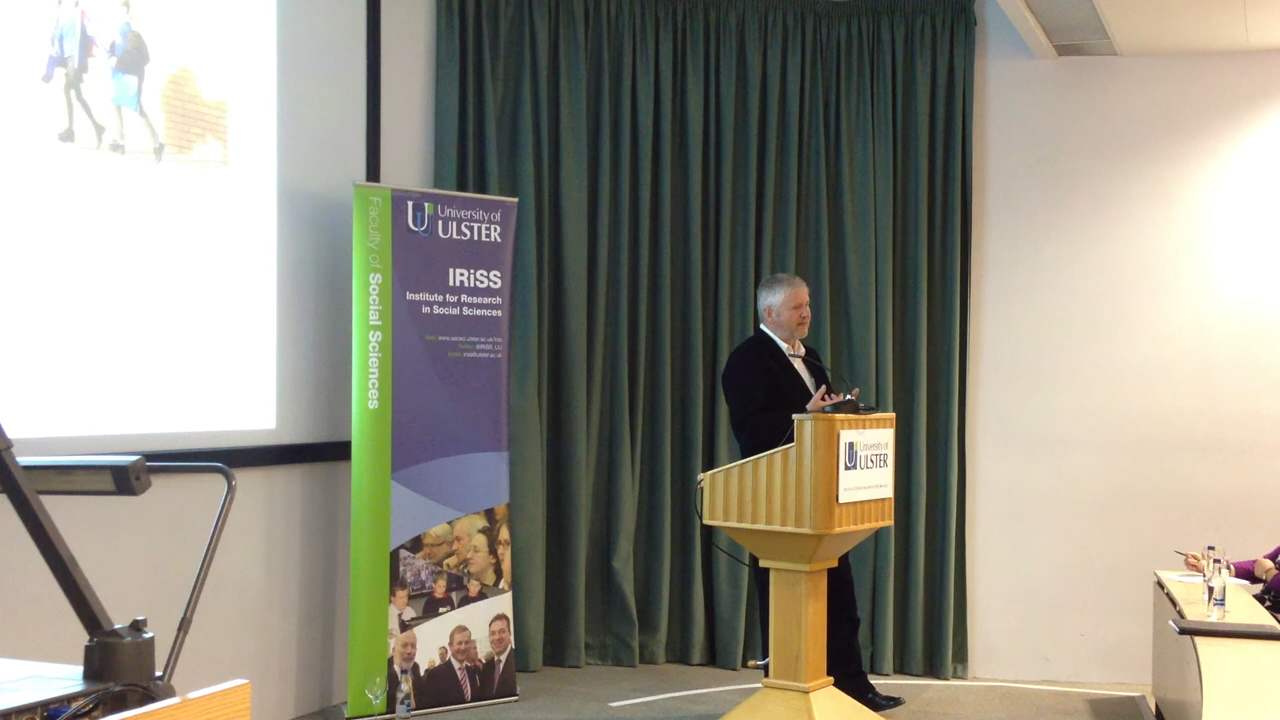 Faculty of Social Sciences
University of
ULSTER
IRiSS
Institute for Research
in Social Sciences
University of
ULSTER